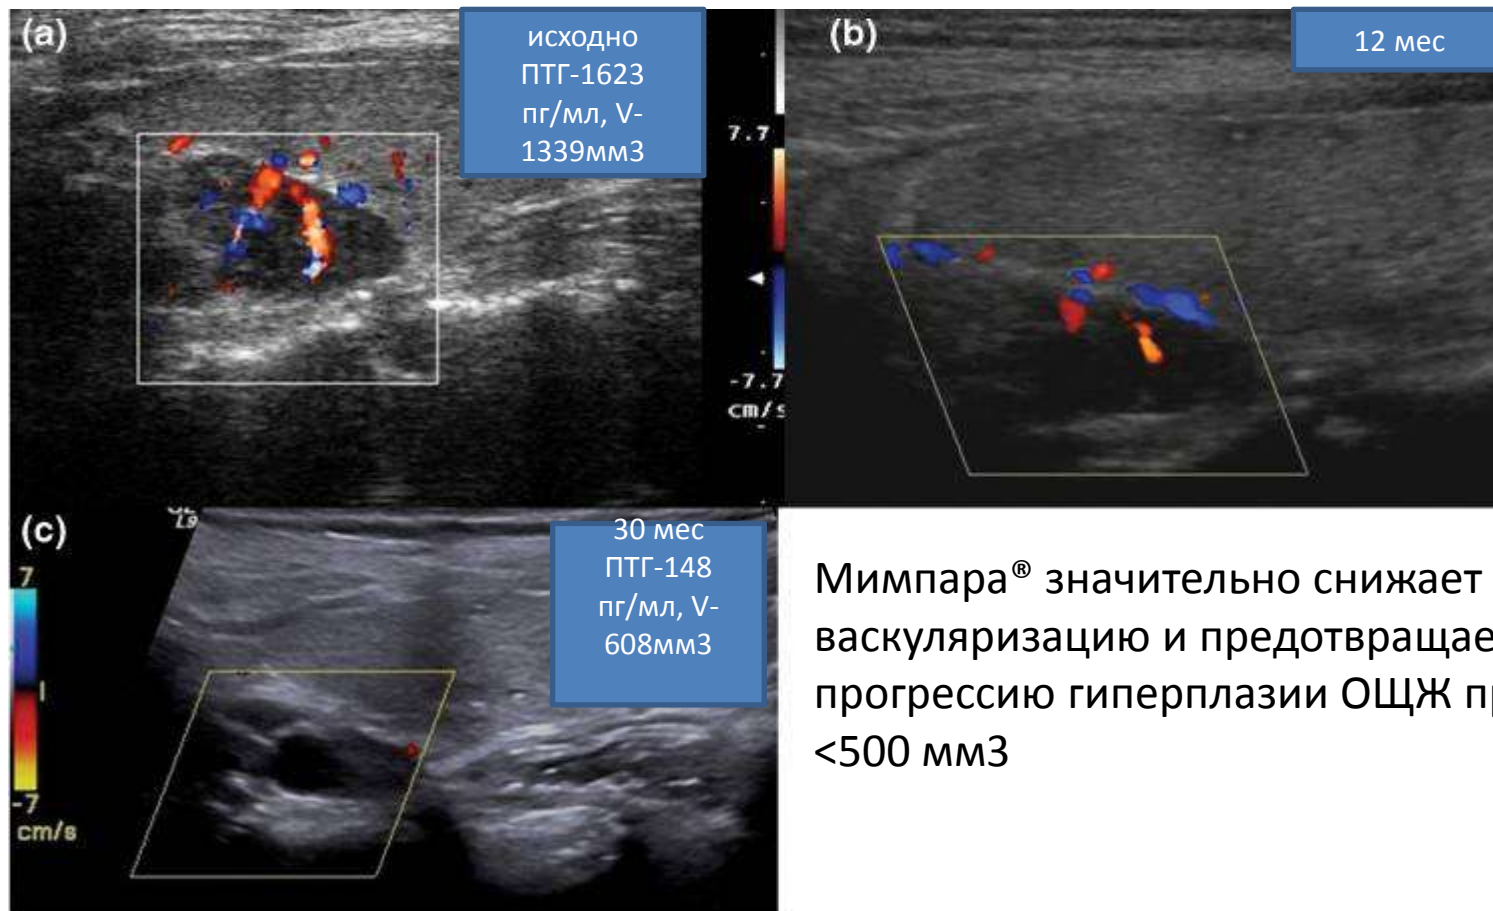 (a)
исходно
ПТГ-1623
пг/мл, V-
1339мм3
7.7
-7.7
cm/s
(b)
12 мес
(c)
L9
7
-7
cm/s
30 мес
ПТГ-148
пг/мл, V-
608мм3
Мимпара® значительно снижает
васкуляризацию и предотвращае
прогрессию гиперплазии ОЩЖ п
<500 мм3